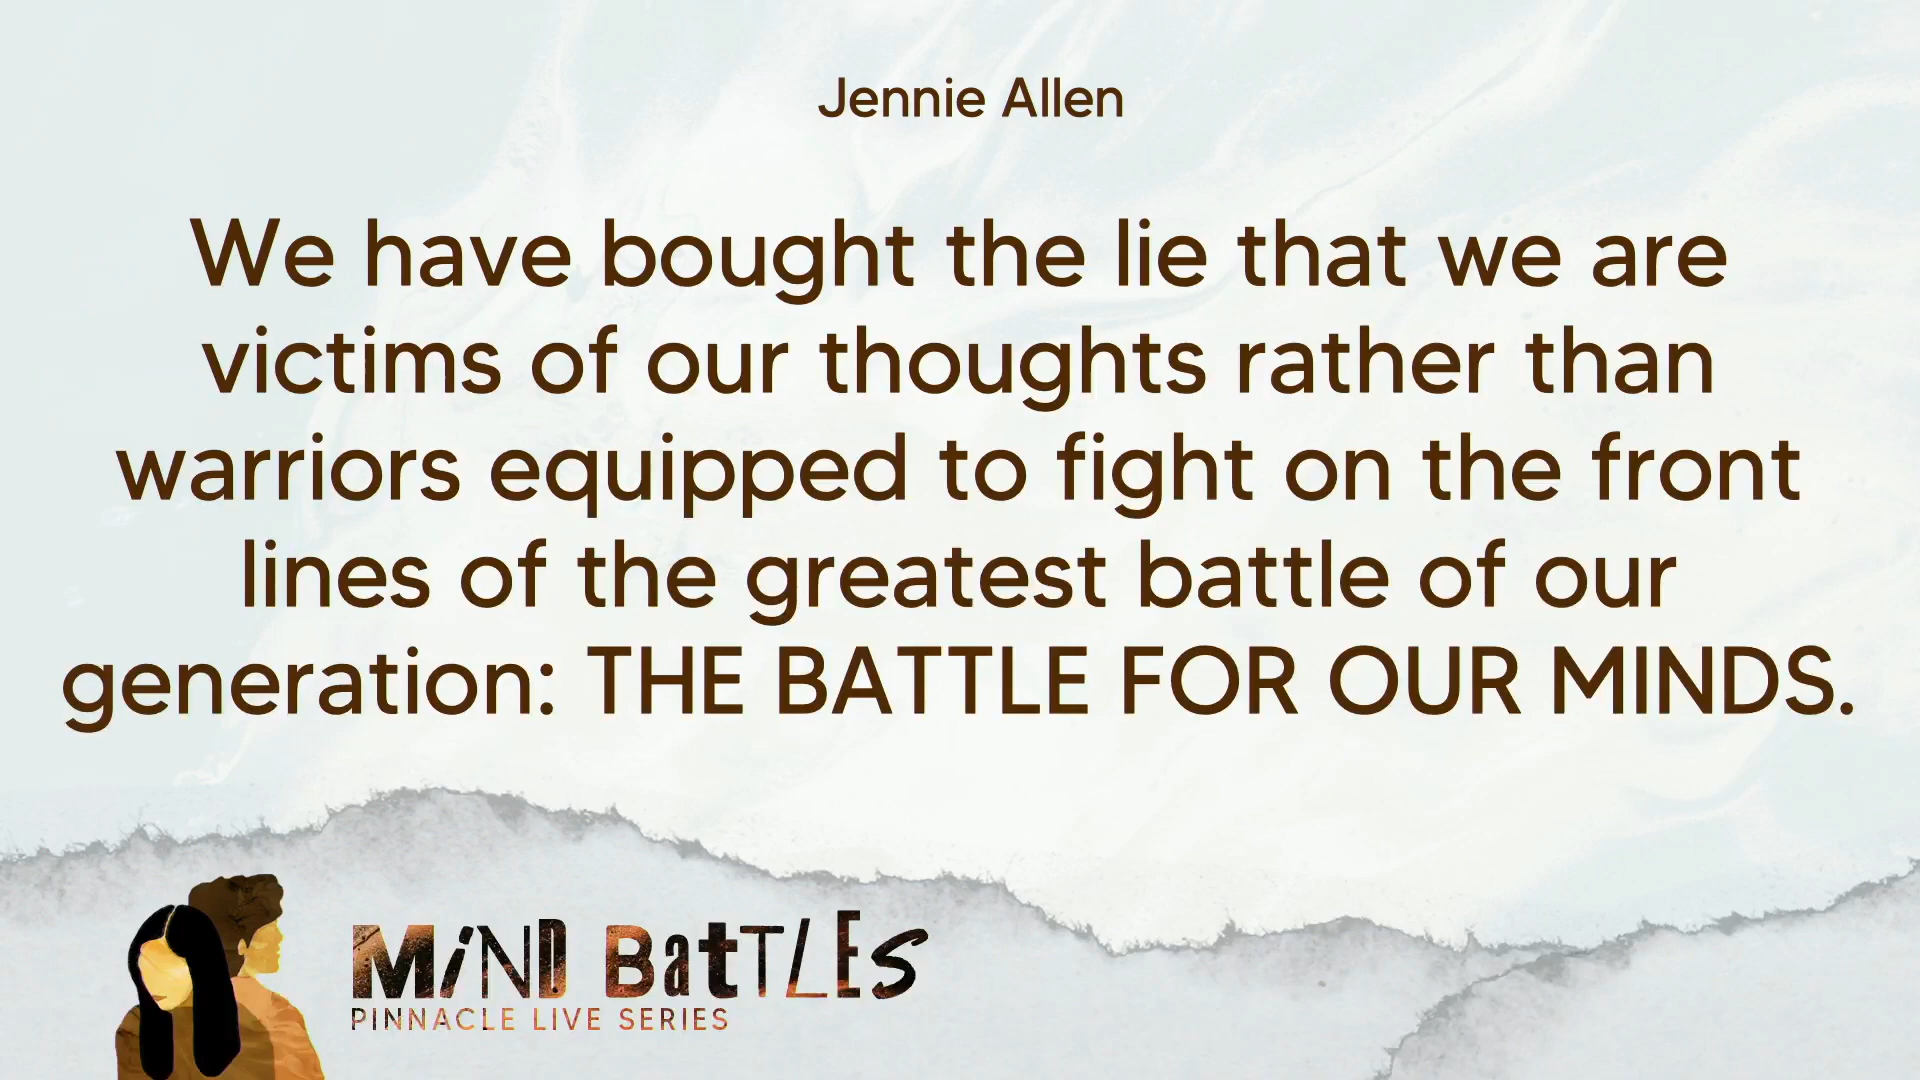 Jennie Allen
We have bought the lie that we are
victims of our thoughts rather than
warriors equipped to fight on the front
lines of the greatest battle of our
generation: THE BATTLE FOR OUR MINDS.
MiND BatTLES
PINNACLE LIVE SERIES